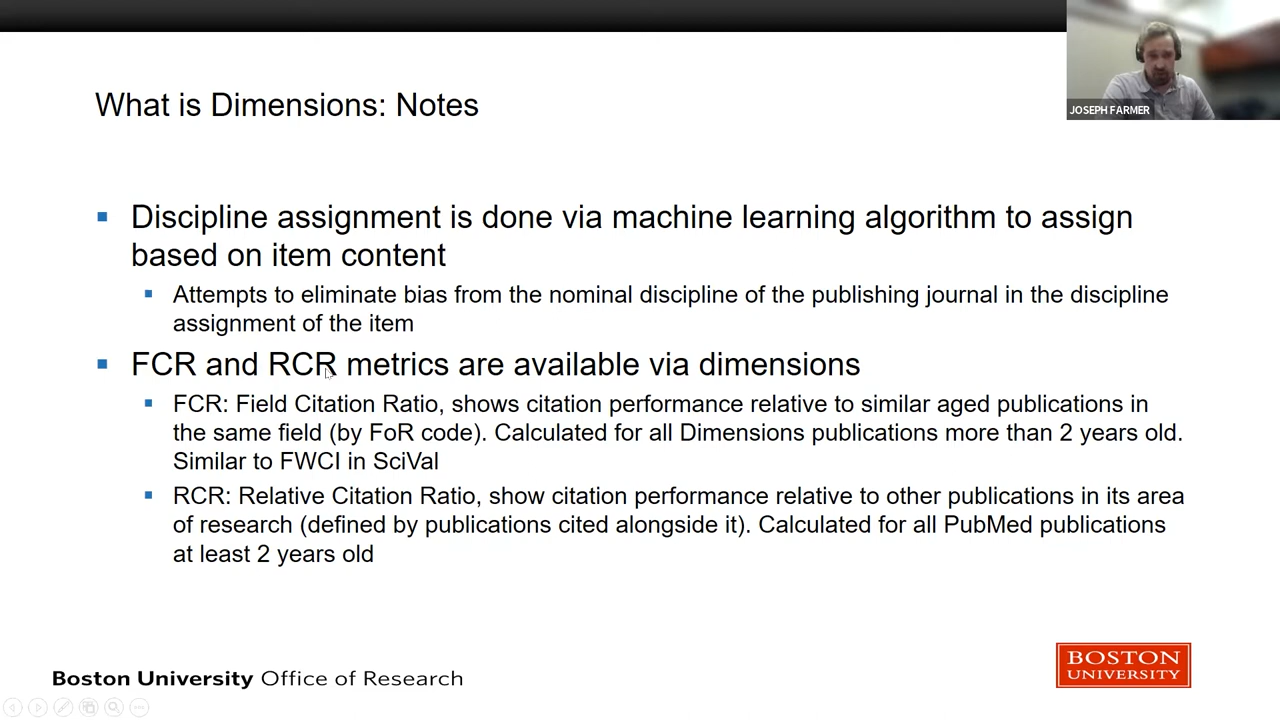 JOSEPH FARMER
What is Dimensions: Notes
Discipline assignment is done via machine learning algorithm to assign
based on item content
Attempts to eliminate bias from the nominal discipline of the publishing journal in the discipline
assignment of the item
FCR and RCR metrics are available via dimensions
FCR: Field Citation Ratio, shows citation performance relative to similar aged publications in
the same field (by FoR code). Calculated for all Dimensions publications more than 2 years old.
Similar to FWCI in SciVal
RCR: Relative Citation Ratio, show citation performance relative to other publications in its area
of research (defined by publications cited alongside it). Calculated for all PubMed publications
at least 2 years old
Boston University Office of Research
BOSTON
UNIVERSITY